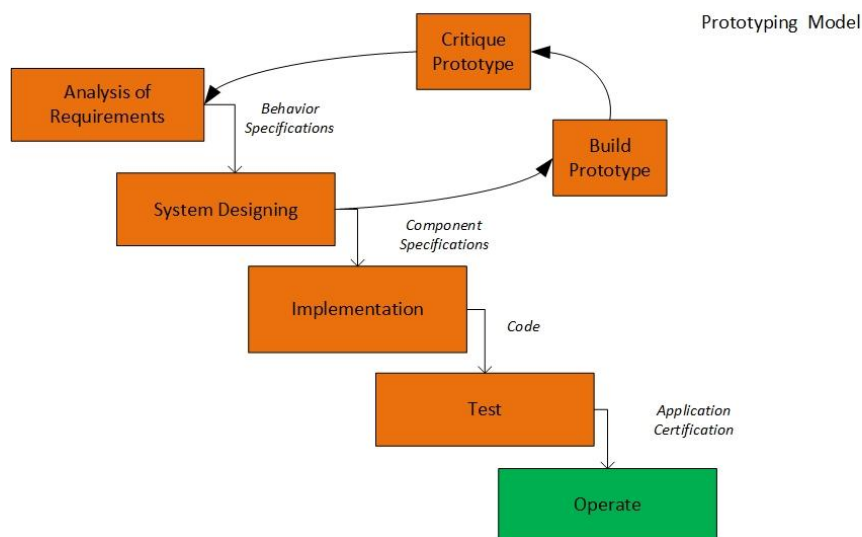 Prototyping Model
Critique
Prototype
Analysis of
Requirements
Behavior
Specifications
Build
Prototype
System Designing
Component
Specifications
Implementation
Code
Test
Application
Certification
Operate